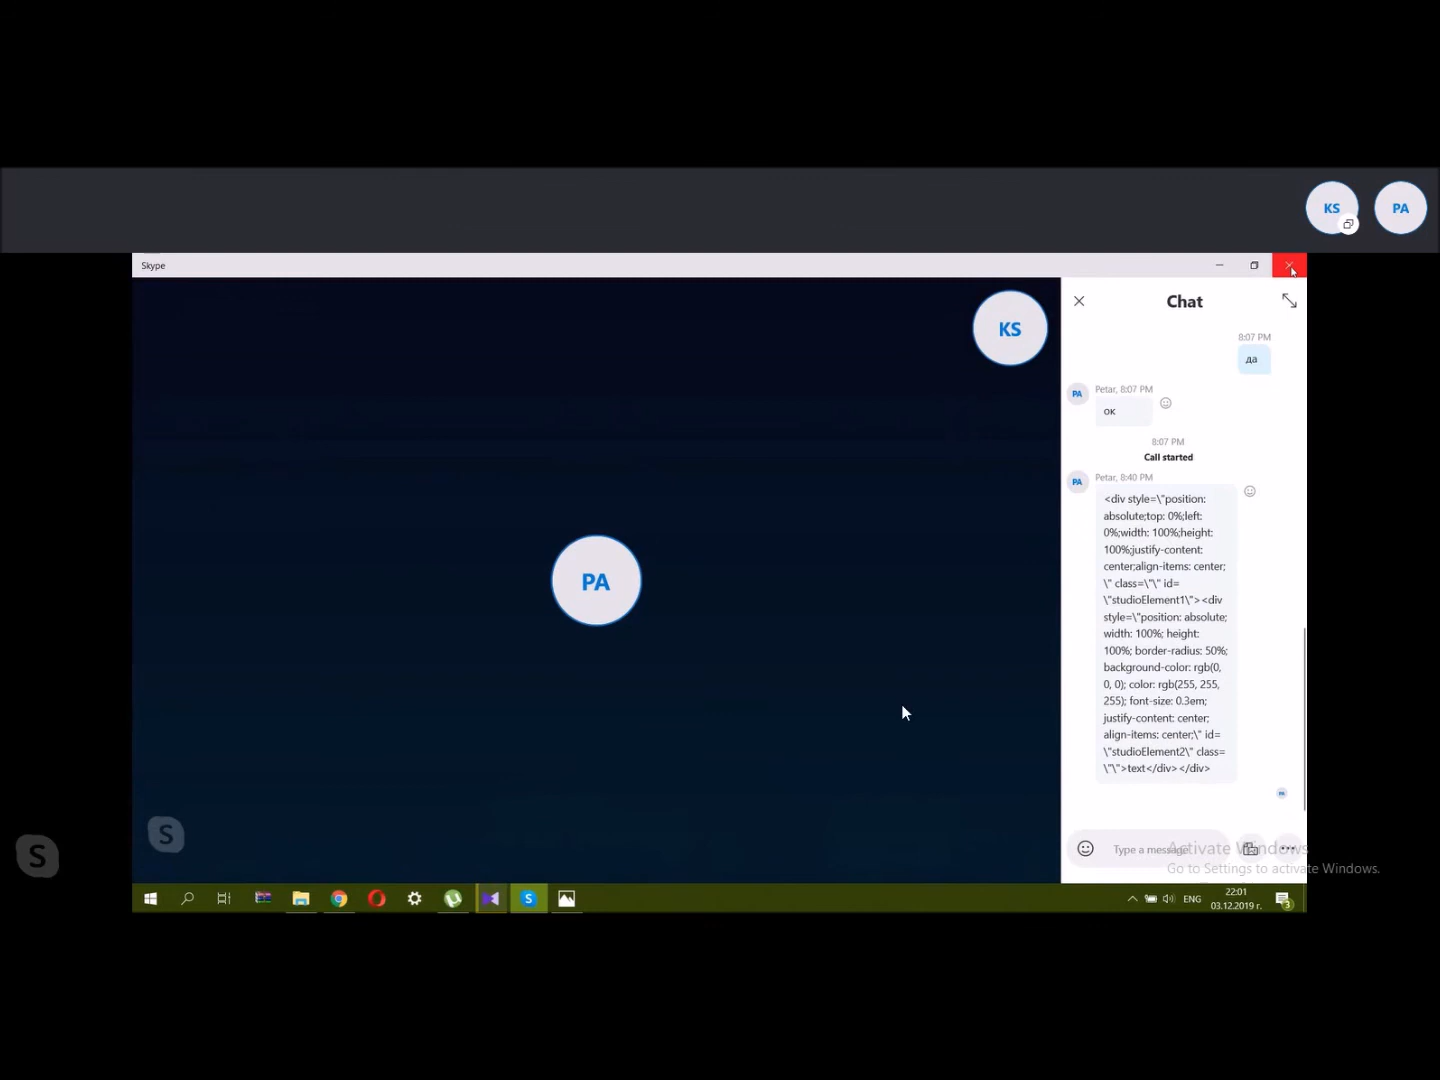 KS
PA
Skype
KS
Chat
8:07 PM
да
PA
Petar, 8:07 PM
ок
8:07 PM
Call started
PA
Petar, 8:40 PM
<div style=\"position:
absolute;top: 0%;left:
0%;width: 100%;height:
100%;justify-content:
center;align-items: center;
\" class=\"\" id=
\"studioElement1\"><div
style=\"position: absolute;
width: 100%; height:
100%; border-radius: 50%;
background-color: rgb(0,
0, 0); color: rgb(255, 255,
255); font-size: 0.3em;
justify-content: center;
align-items: center;\" id=
\"studioElement2\" class=
\"\">text</div></div>
PA
PA
S
S
Type a message
Activate Windows
Go to Settings to activate Windows.
S
ENG
22:01
03.12.2019 г.
3